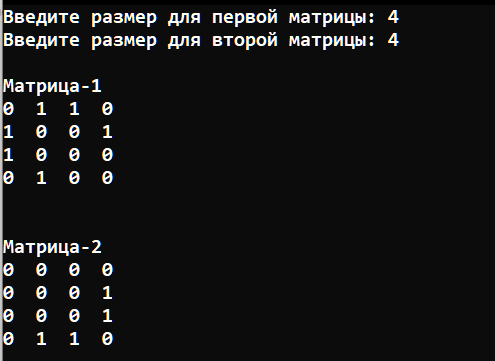 Введите размер для первой матрицы: 4
Введите размер для второй матрицы: 4
Матрица-1
0 1 1 0
1 0 0 1
1 0 0 0
0 1 0 0
Матрица-2
0 0 0 0
0 0 0 1
0 0 0 1
0 1 1 0